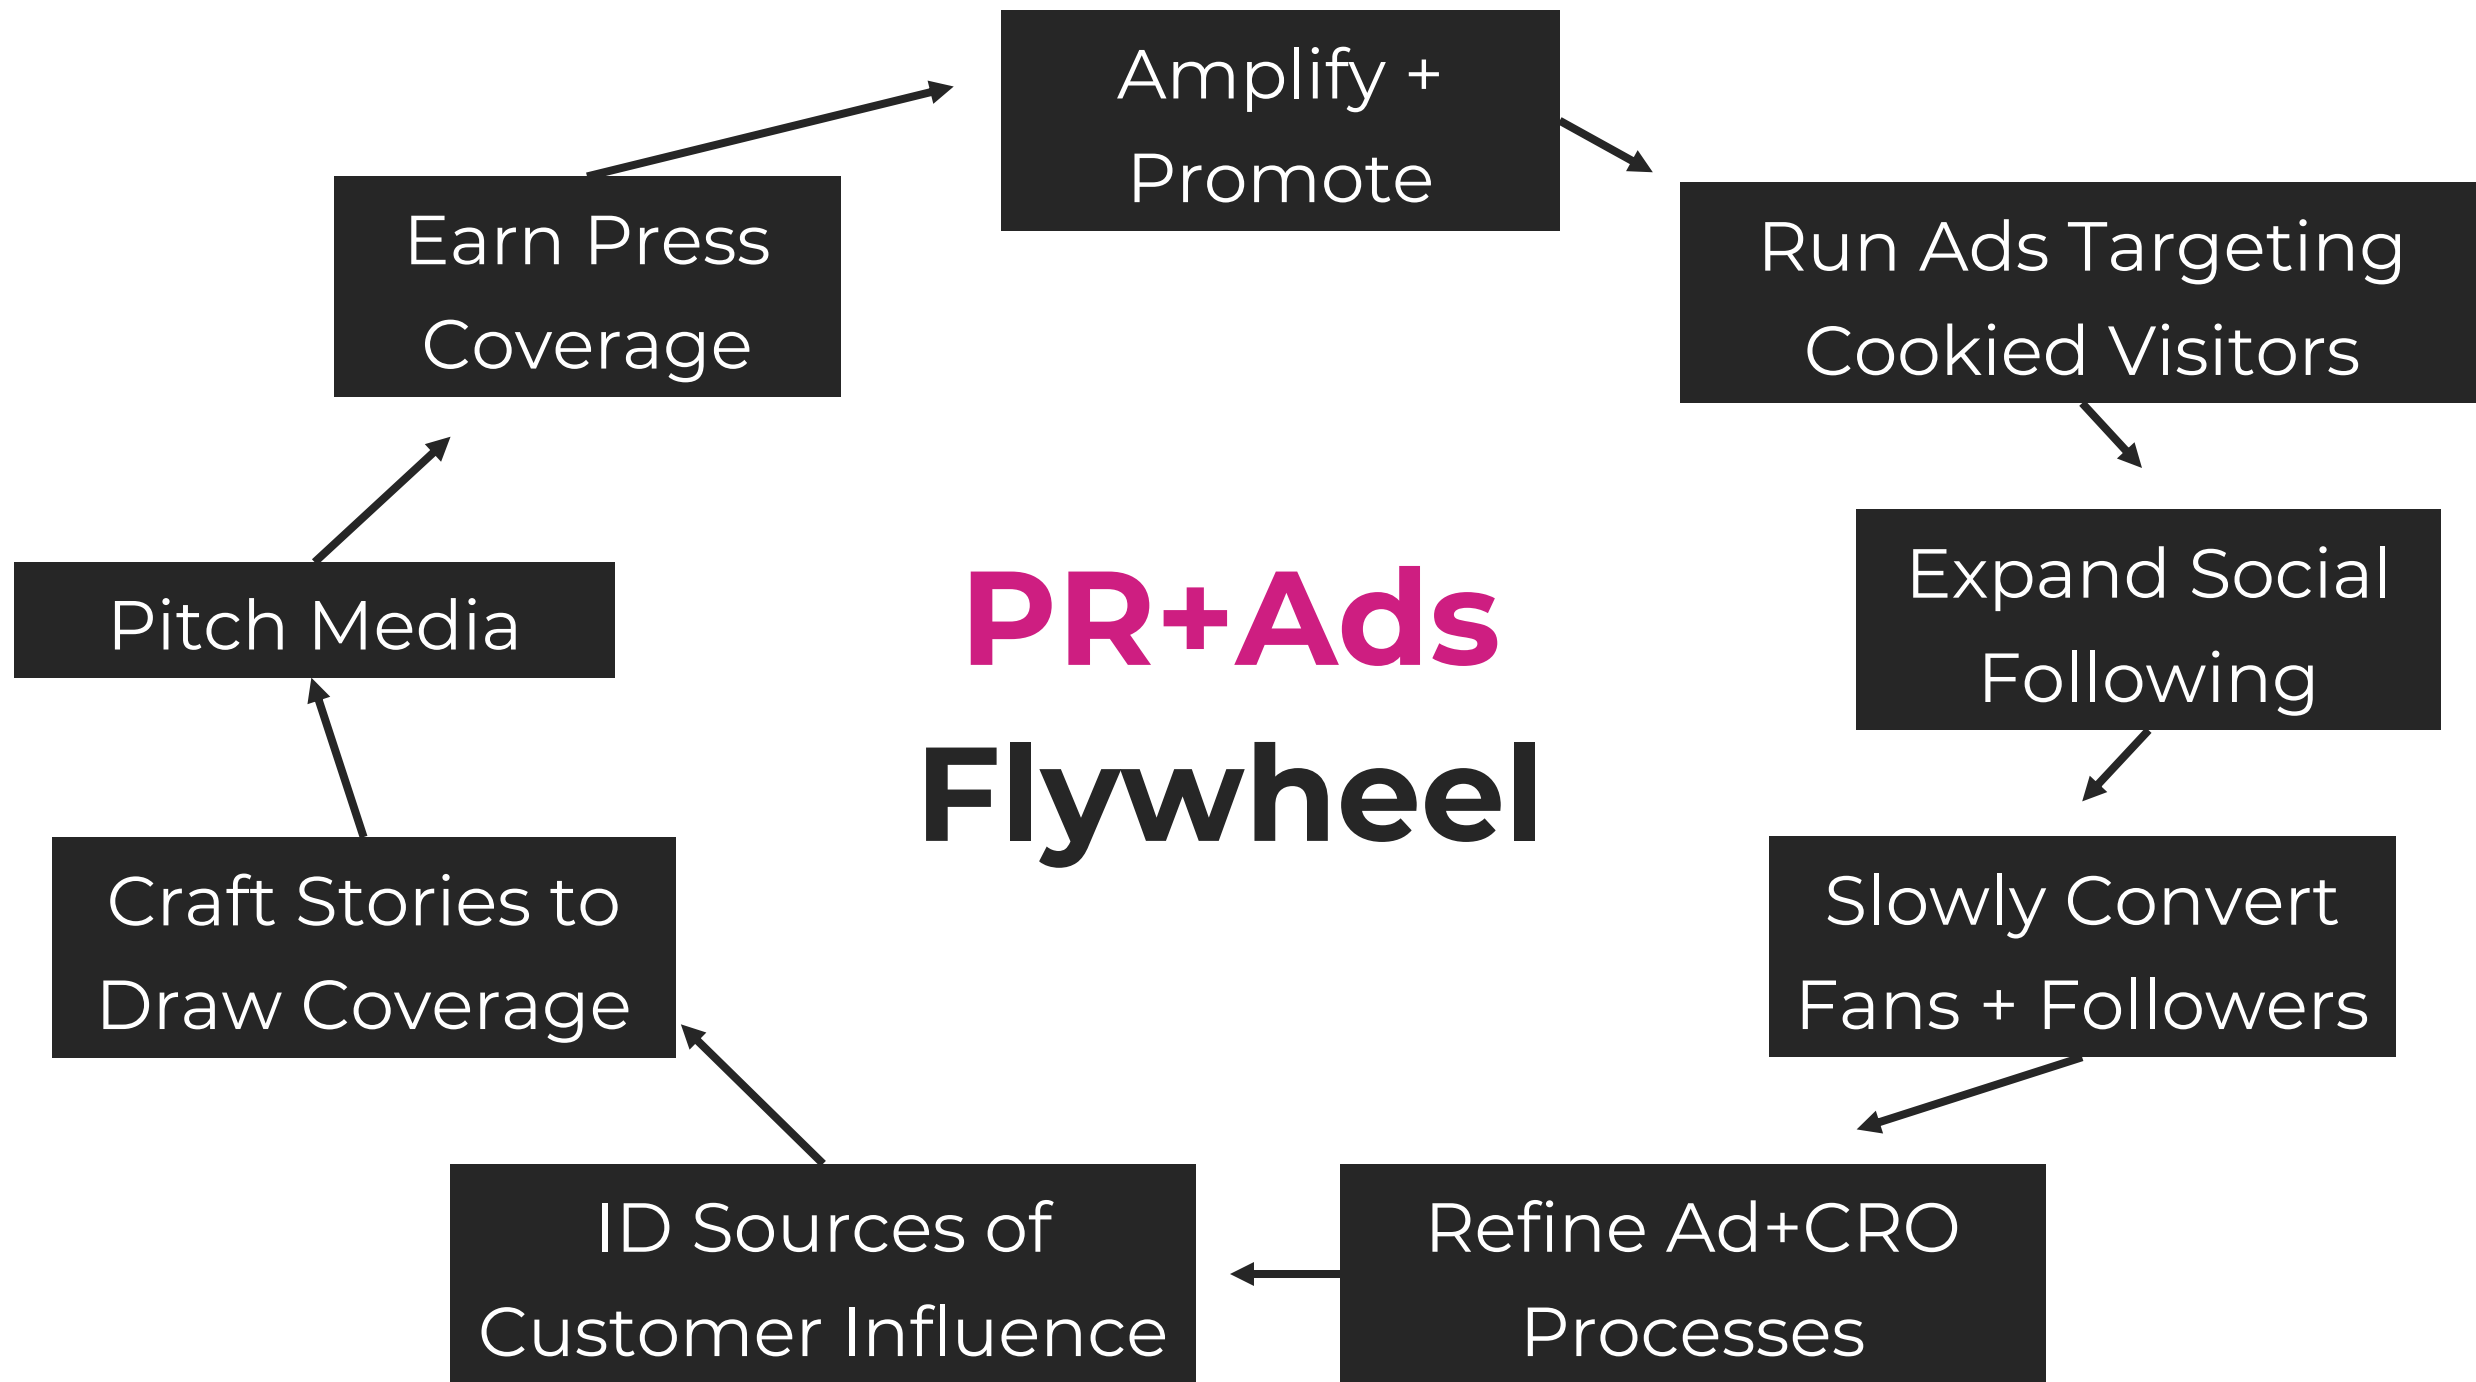 Amplify +
Promote
Run Ads Targeting
Cookied Visitors
Expand Social
Following
Slowly Convert
Fans + Followers
Refine Ad+CRO
Processes
ID Sources of
Customer Influence
Craft Stories to
Draw Coverage
Pitch Media
Earn Press
Coverage
PR+Ads
Flywheel